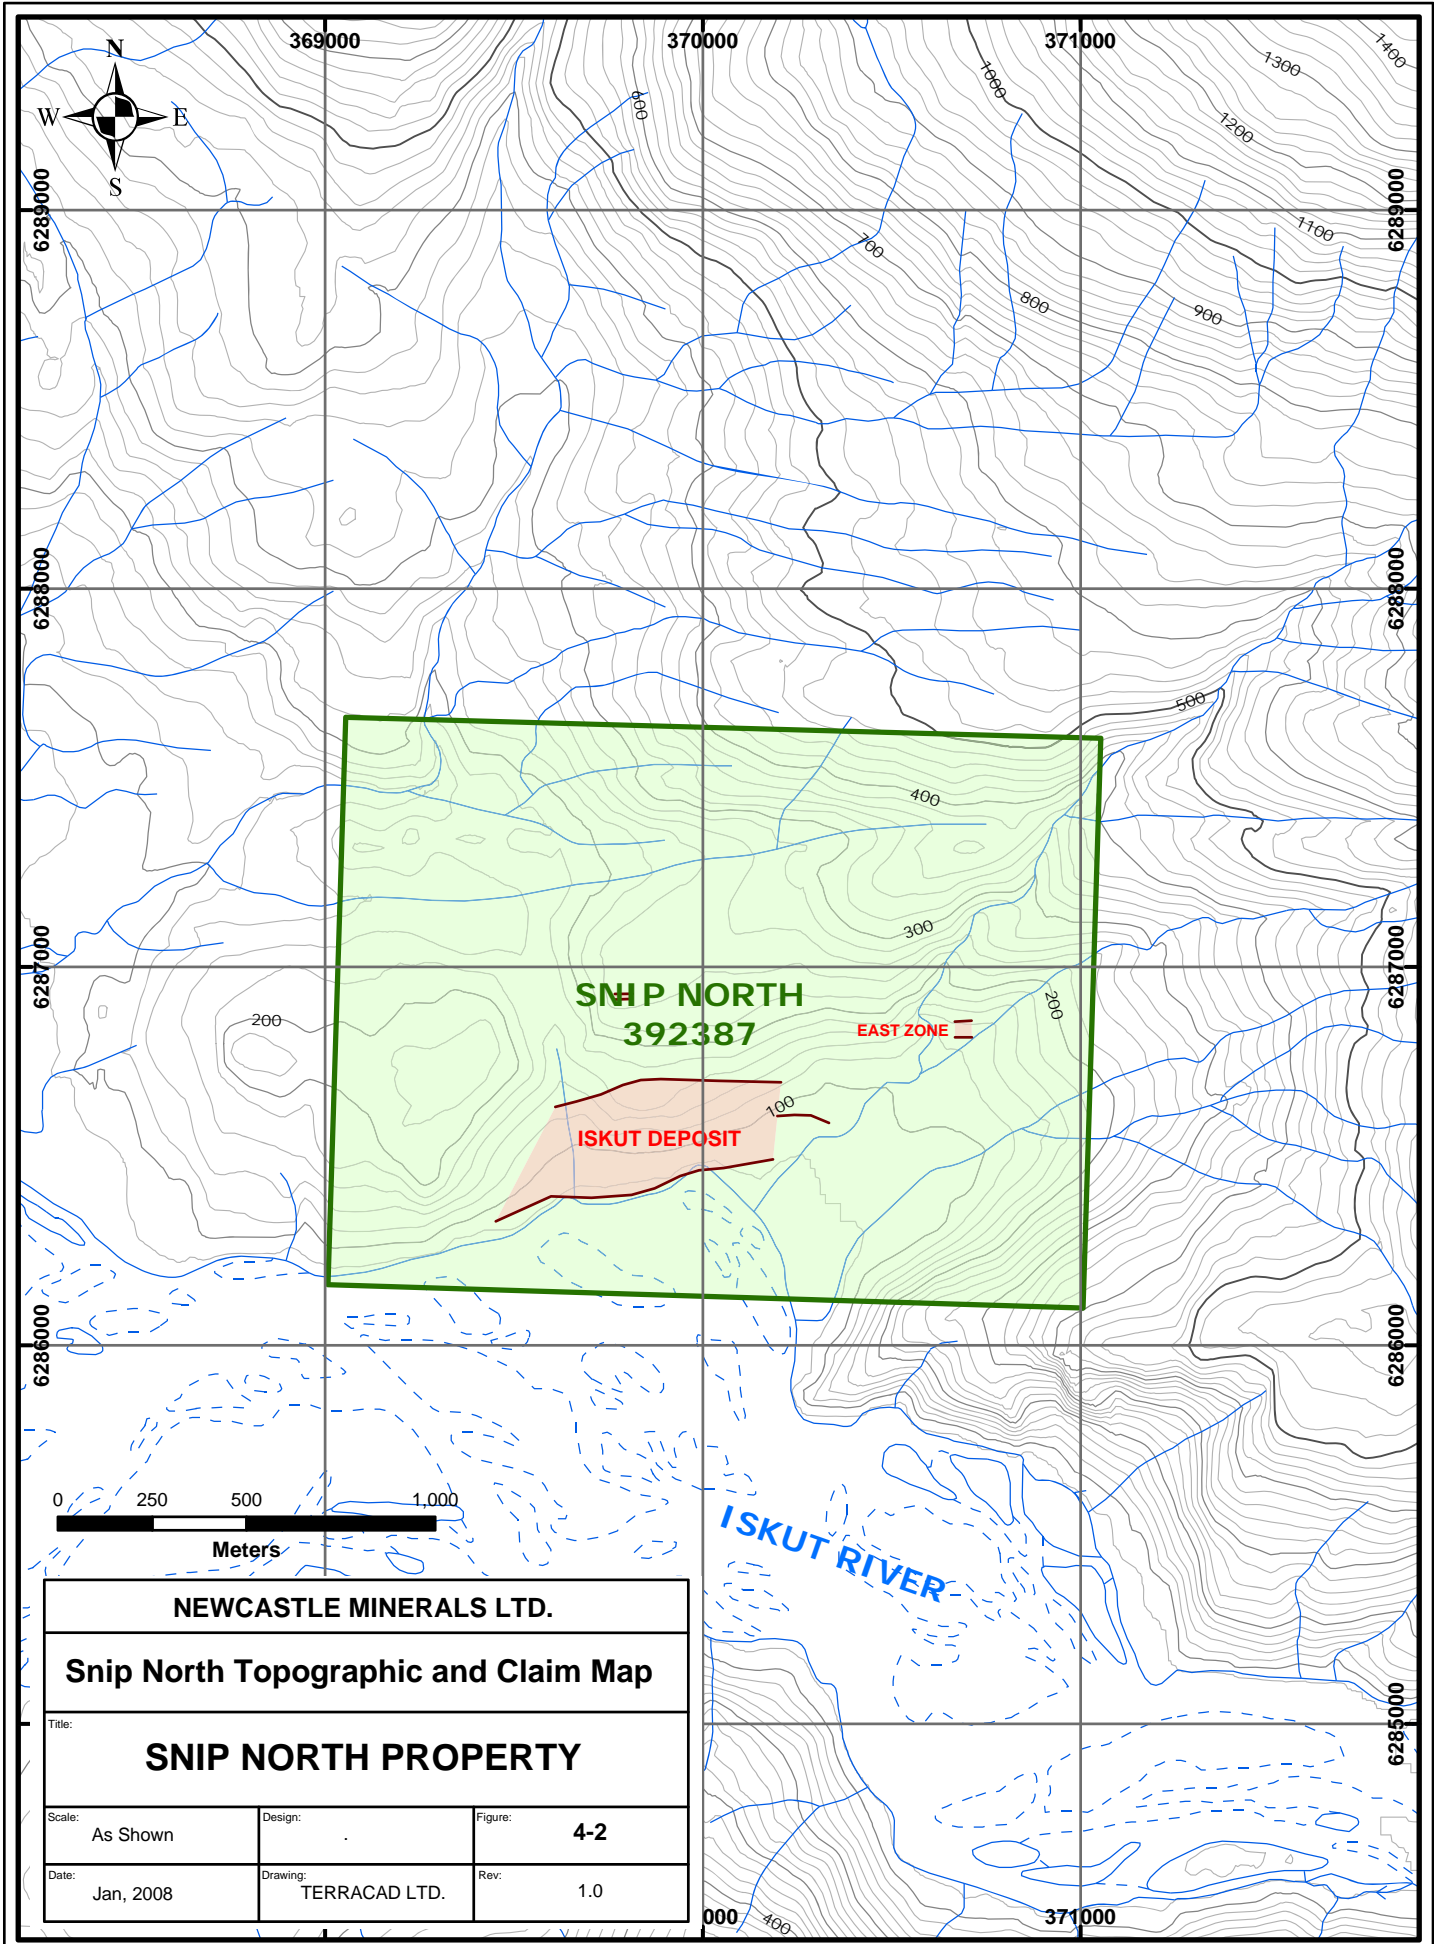 369000
370000
371000
N
W E
S
600
1000
1300
1400
1200
1100
700
800
900
6289000
6289000
6288000
6288000
500
400
300
6287000
6287000
SNIP NORTH
392387
200
200
EAST ZONE
100
ISKUT DEPOSIT
6286000
6286000
0 250 500 1,000
Meters
ISKUT RIVER
NEWCASTLE MINERALS LTD.
Snip North Topographic and Claim Map
Title:
SNIP NORTH PROPERTY
Scale: As Shown
Design: .
Figure: 4-2
Date: Jan, 2008
Drawing: TERRACAD LTD.
Rev: 1.0
6285000
000
400
371000